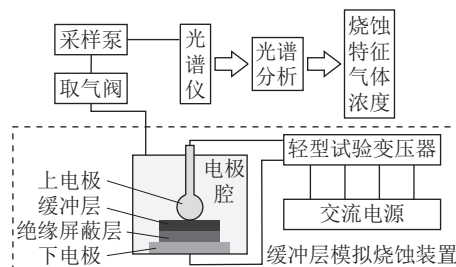 采样泵
取气阀
光谱仪
光谱
分析
烧蚀
特征
气体
浓度
电极腔
轻型试验变压器
上电极
缓冲层
绝缘屏蔽层
下电极
交流电源
缓冲层模拟烧蚀装置